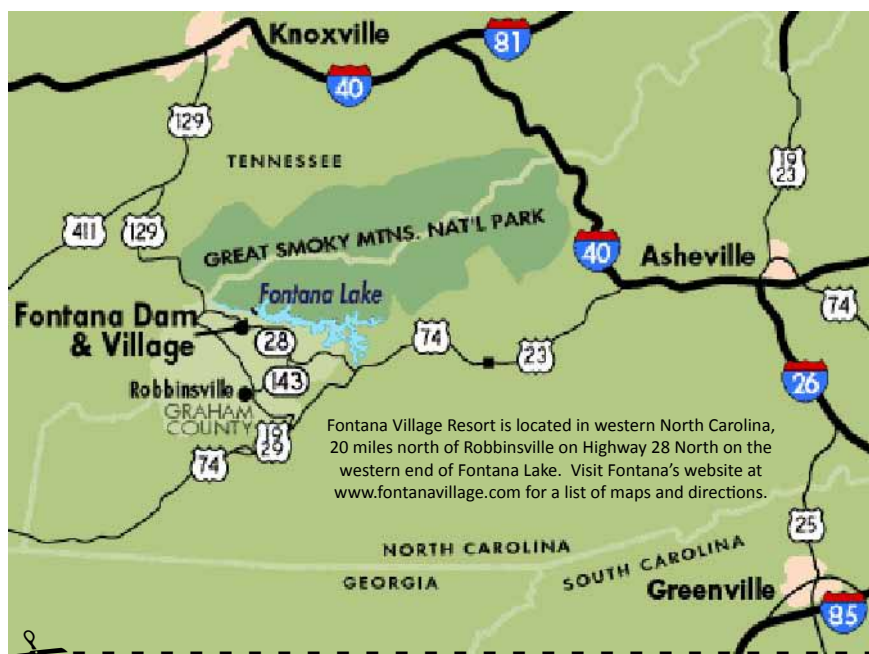 Knoxville
81
40
129
TENNESSEE
19
23
411
129
GREAT SMOKY MTNS. NAT'L PARK
40
Asheville
Fontana Lake
74
Fontana Dam
& Village
28
74
23
143
26
Robbinsville
GRAHAM
COUNTY
19
29
74
Fontana Village Resort is located in western North Carolina,
20 miles north of Robbinsville on Highway 28 North on the
western end of Fontana Lake.  Visit Fontana's website at
www.fontanavillage.com for a list of maps and directions.
25
NORTH CAROLINA
SOUTH CAROLINA
GEORGIA
Greenville
85